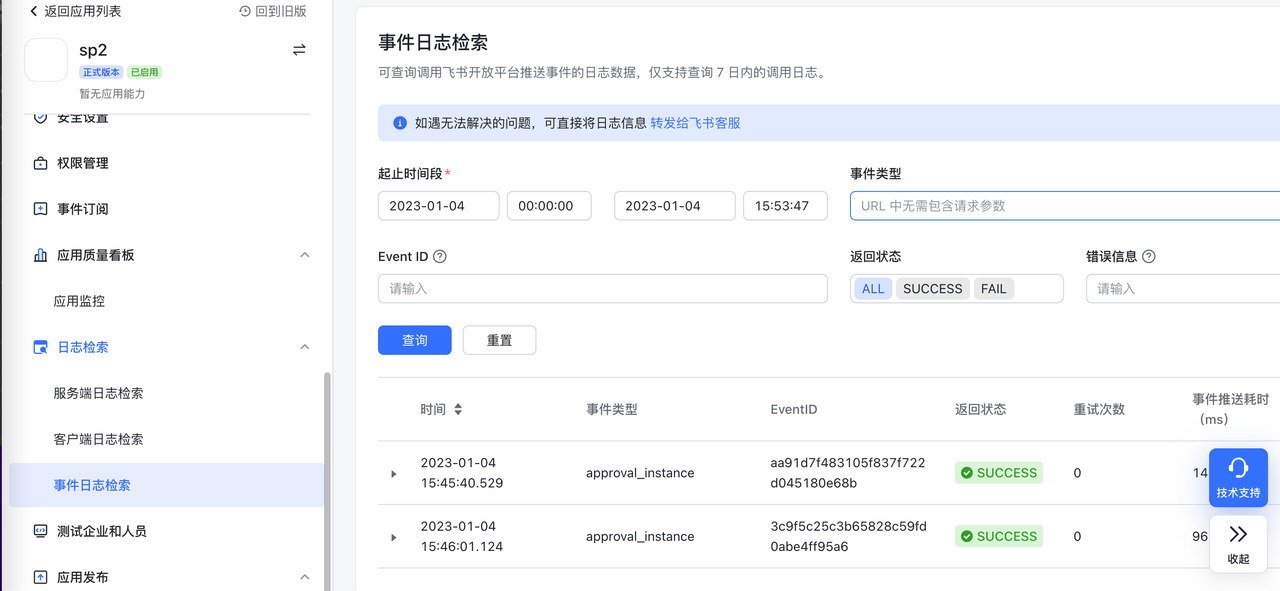 返回应用列表
回到旧版
sp2
正式版本 已启用
暂无应用能力
安全设置
权限管理
事件订阅
应用质量看板
应用监控
日志检索
服务端日志检索
客户端日志检索
事件日志检索
测试企业和人员
应用发布
事件日志检索
可查询调用飞书开放平台推送事件的日志数据，仅支持查询 7 日内的调用日志。
如遇无法解决的问题，可直接将日志信息 转发给飞书客服
起止时间段*
事件类型
2023-01-04 00:00:00 2023-01-04 15:53:47
URL 中无需包含请求参数
Event ID
返回状态
错误信息
请输入
ALL SUCCESS FAIL
请输入
查询 重置
时间 事件类型 EventID 返回状态 重试次数 事件推送耗时
(ms)
2023-01-04
15:45:40.529
approval_instance
aa91d7f483105f837f722
d045180e68b
SUCCESS
0
14
2023-01-04
15:46:01.124
approval_instance
3c9f5c25c3b65828c59fd
0abe4ff95a6
SUCCESS
0
96
技术支持
收起